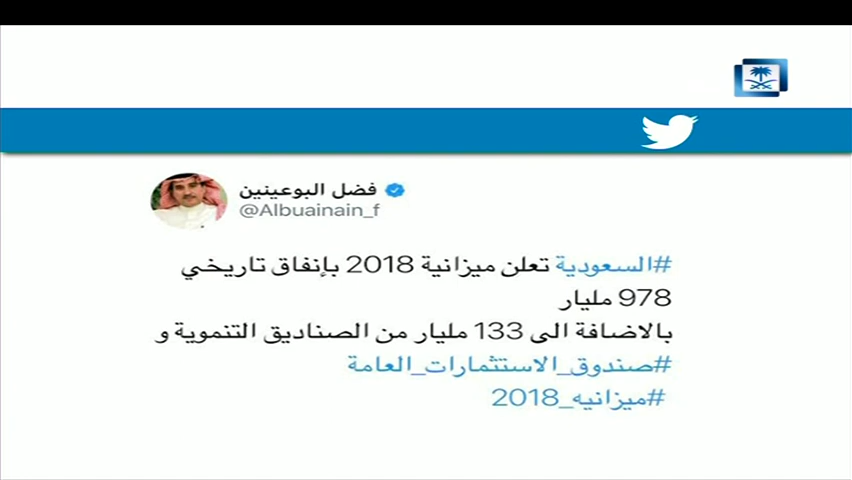 فضل البوعينين
@Albuainain_f
#السعودية تعلن ميزانية 2018 بإنفاق تاريخي
978 مليار
بالاضافة الى 133 مليار من الصناديق التنموية و
#صندوق_الاستثمارات_العامة
#ميزانيه_2018